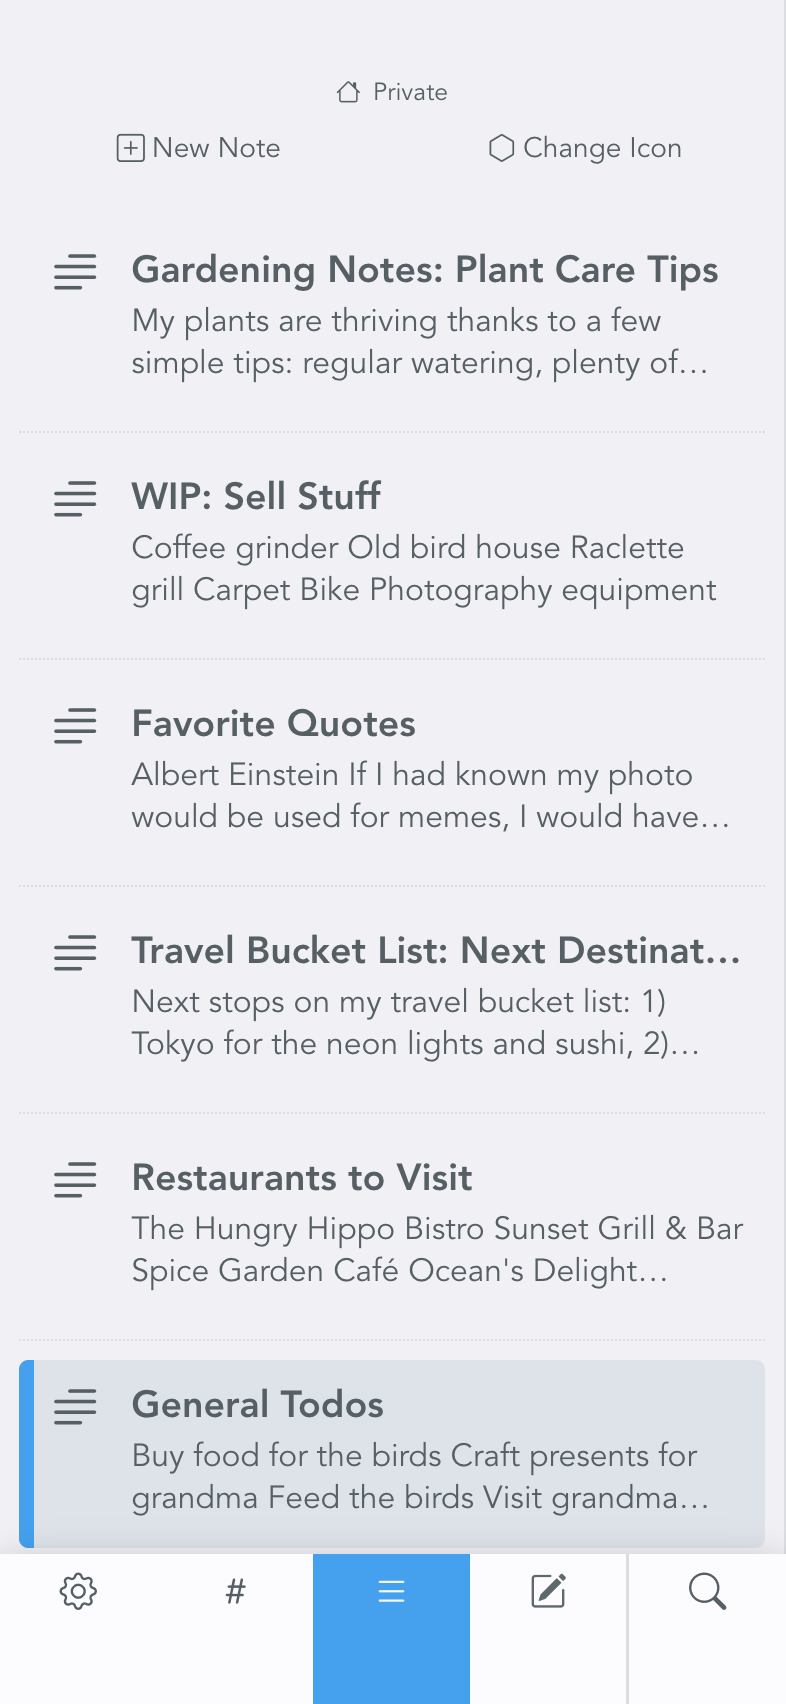 Private
New Note
Change Icon
Gardening Notes: Plant Care Tips
My plants are thriving thanks to a few
simple tips: regular watering, plenty of…
WIP: Sell Stuff
Coffee grinder Old bird house Raclette
grill Carpet Bike Photography equipment
Favorite Quotes
Albert Einstein If I had known my photo
would be used for memes, I would have…
Travel Bucket List: Next Destinat…
Next stops on my travel bucket list: 1)
Tokyo for the neon lights and sushi, 2)…
Restaurants to Visit
The Hungry Hippo Bistro Sunset Grill & Bar
Spice Garden Café Ocean's Delight…
General Todos
Buy food for the birds Craft presents for
grandma Feed the birds Visit grandma…
#